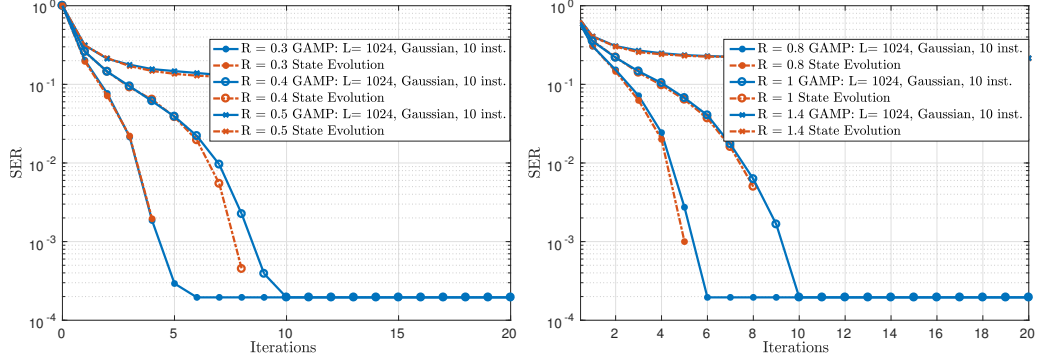 10^0
10^-1
10^-2
10^-3
10^-4
SER
0
5
10
15
20
Iterations
R = 0.3 GAMP: L= 1024, Gaussian, 10 inst.
R = 0.3 State Evolution
R = 0.4 GAMP: L= 1024, Gaussian, 10 inst.
R = 0.4 State Evolution
R = 0.5 GAMP: L= 1024, Gaussian, 10 inst.
R = 0.5 State Evolution
10^0
10^-1
10^-2
10^-3
10^-4
SER
2
4
6
8
10
12
14
16
18
20
Iterations
R = 0.8 GAMP: L= 1024, Gaussian, 10 inst.
R = 0.8 State Evolution
R = 1 GAMP: L= 1024, Gaussian, 10 inst.
R = 1 State Evolution
R = 1.4 GAMP: L= 1024, Gaussian, 10 inst.
R = 1.4 State Evolution